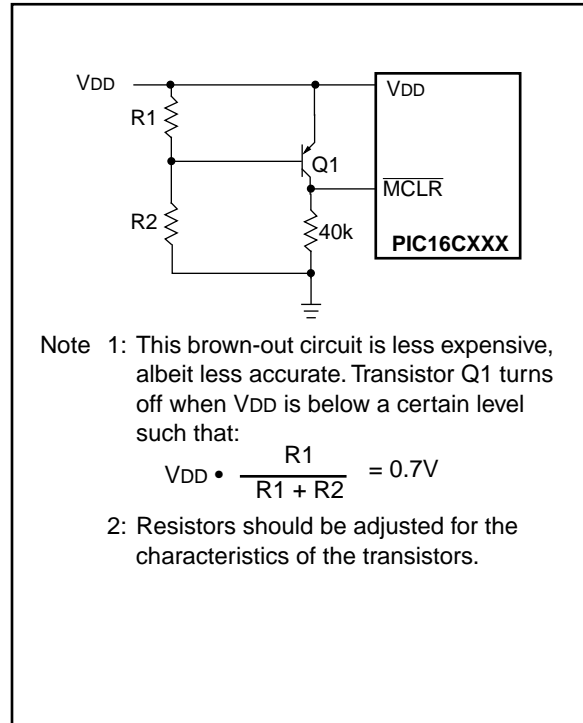 VDD
VDD
R1
Q1
MCLR
R2
40k
PIC16CXXX
Note 1: This brown-out circuit is less expensive,
albeit less accurate. Transistor Q1 turns
off when VDD is below a certain level
such that:
VDD • R1 / R1 + R2 = 0.7V
2: Resistors should be adjusted for the
characteristics of the transistors.